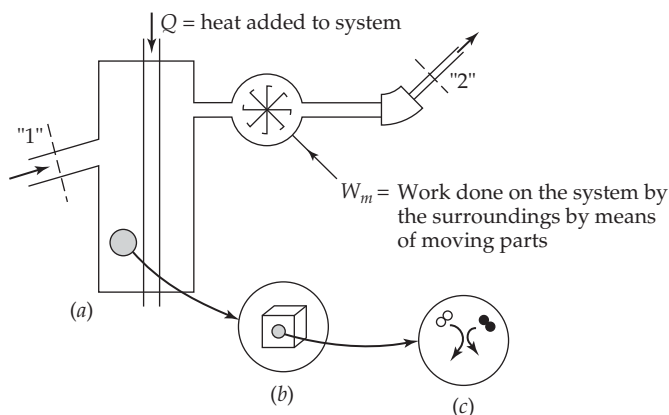 Q = heat added to system
"1"
"2"
W_m = Work done on the system by
the surroundings by means
of moving parts
(a)
(b)
(c)